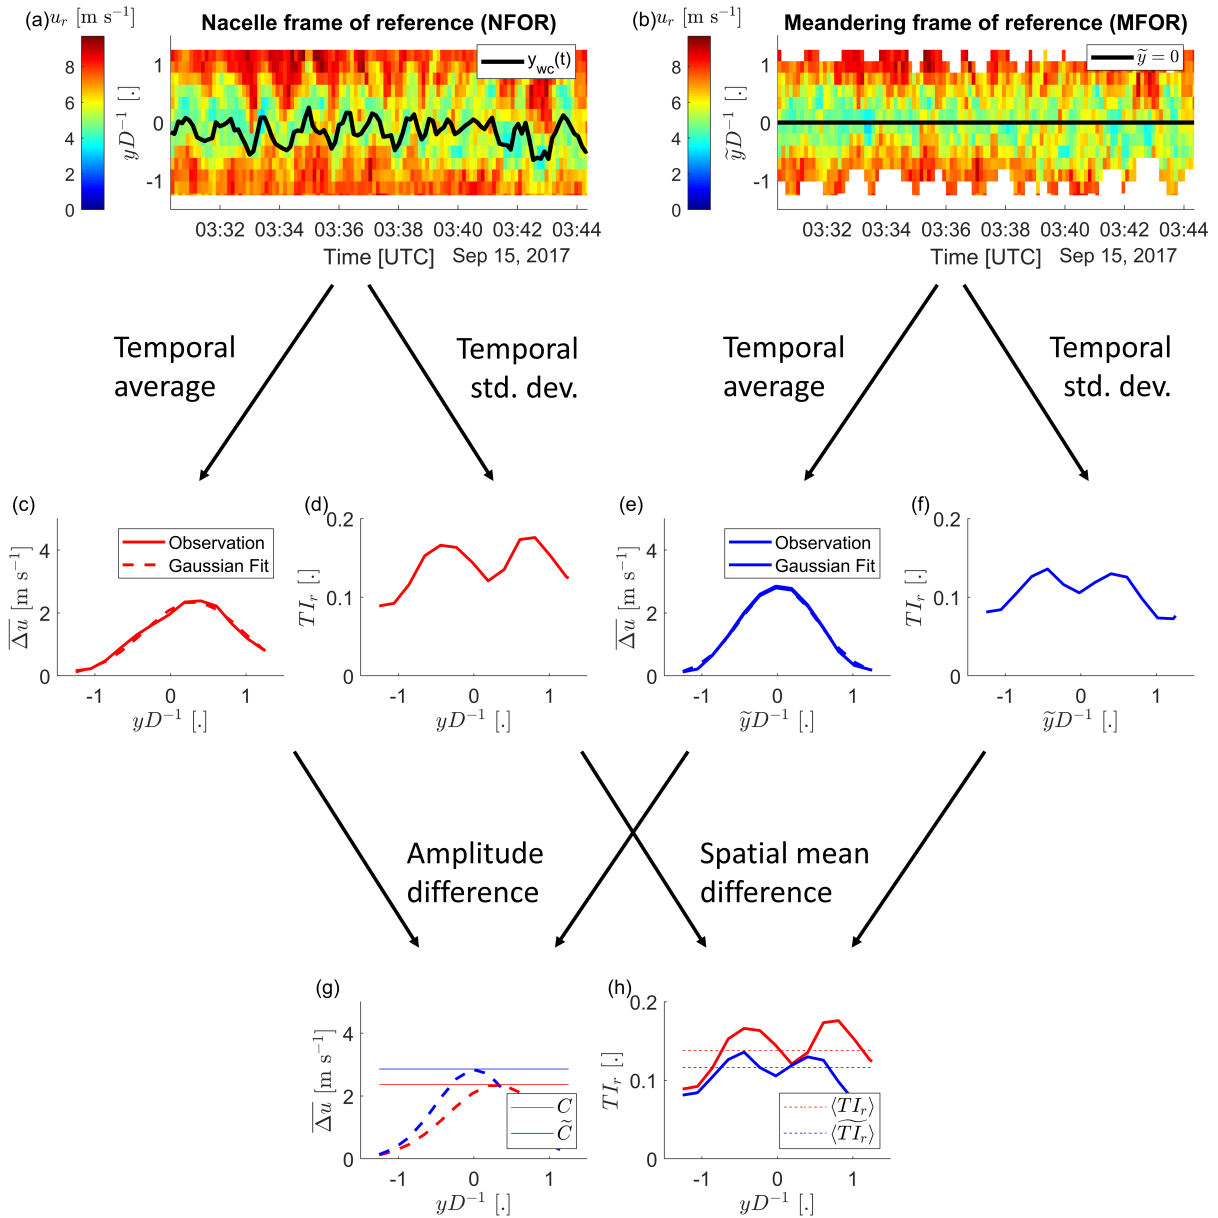 (a) u_r [m s⁻¹] Nacelle frame of reference (NFOR)
8
6
4
2
0
yD⁻¹ [.]
1
0
-1
y_wc(t)
03:32 03:34 03:36 03:38 03:40 03:42 03:44
Time [UTC] Sep 15, 2017
(b) u_r [m s⁻¹] Meandering frame of reference (MFOR)
8
6
4
2
0
ỹD⁻¹ [.]
1
0
-1
ỹ = 0
03:32 03:34 03:36 03:38 03:40 03:42 03:44
Time [UTC] Sep 15, 2017
Temporal
average
Temporal
std. dev.
Temporal
average
Temporal
std. dev.
(c)
4
2
0
Δu̅ [m s⁻¹]
Observation
Gaussian Fit
-1 0 1
yD⁻¹ [.]
(d)
0.2
0.1
0
TI_r [.]
-1 0 1
yD⁻¹ [.]
(e)
4
2
0
Δu̅ [m s⁻¹]
Observation
Gaussian Fit
-1 0 1
ỹD⁻¹ [.]
(f)
0.2
0.1
0
TI_r [.]
-1 0 1
ỹD⁻¹ [.]
Amplitude
difference
Spatial mean
difference
(g)
4
2
0
Δu̅ [m s⁻¹]
C
C̃
-1 0 1
yD⁻¹ [.]
(h)
0.2
0.1
0
TI_r [.]
⟨TI_r⟩
⟨T̃I_r⟩
-1 0 1
yD⁻¹ [.]